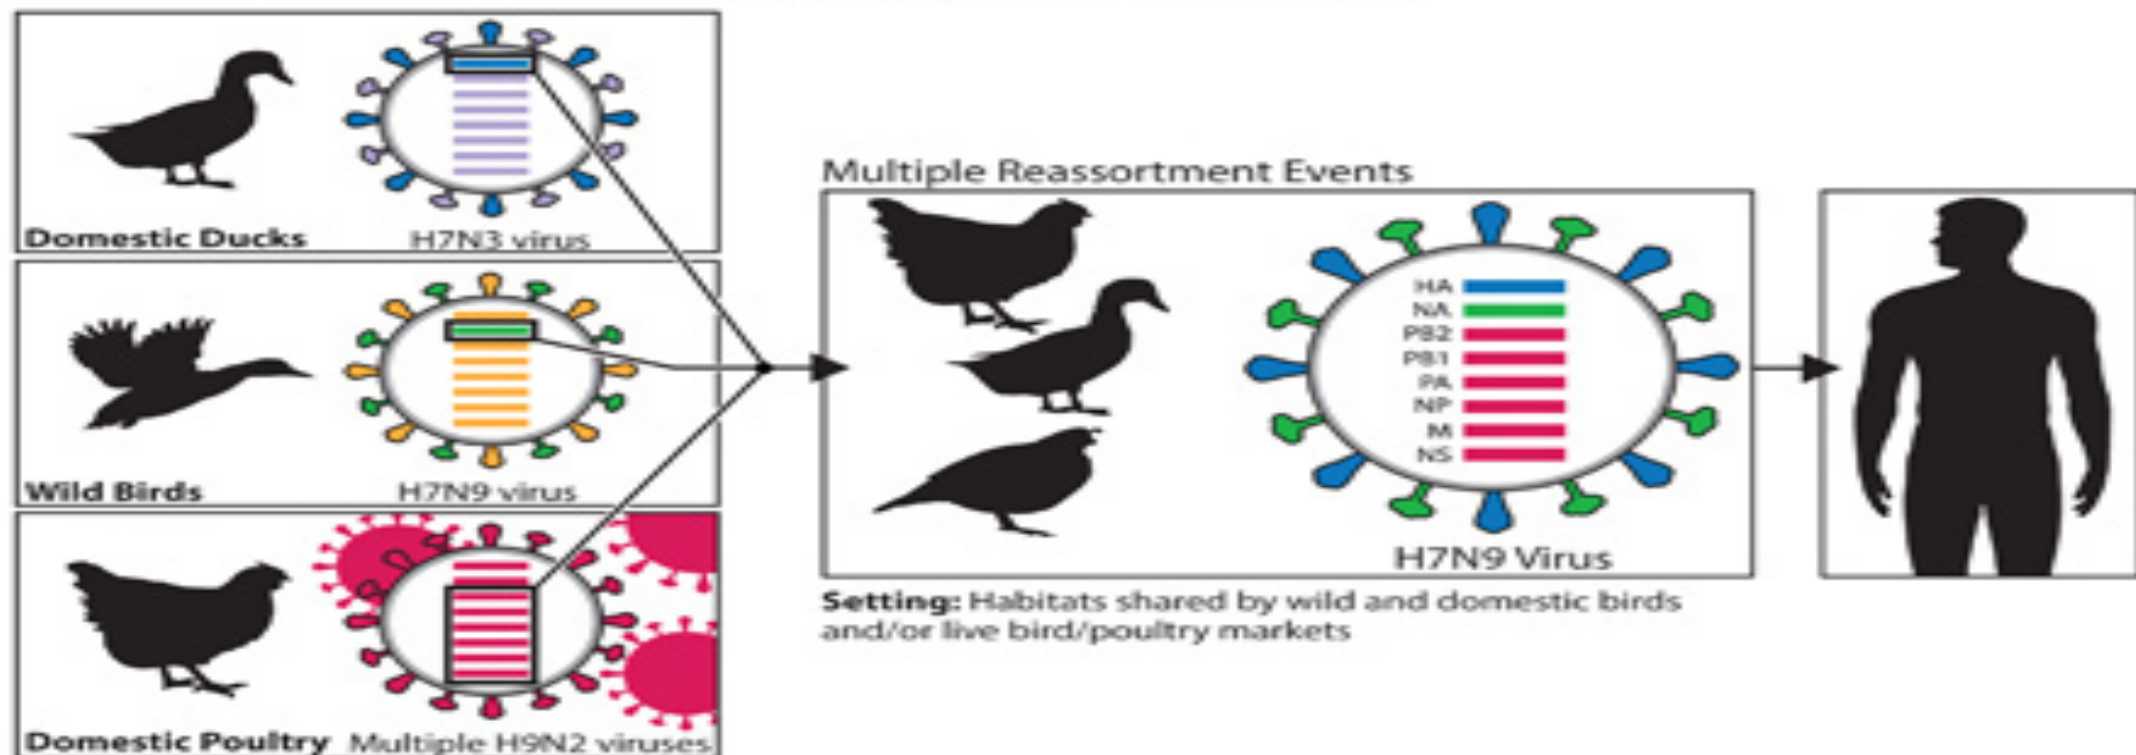 Domestic Ducks H7N3 virus
Wild Birds H7N9 virus
Domestic Poultry Multiple H9N2 viruses
Multiple Reassortment Events
HA
NA
PB2
PB1
PA
NP
M
NS
H7N9 Virus
Setting: Habitats shared by wild and domestic birds
and/or live bird/poultry markets